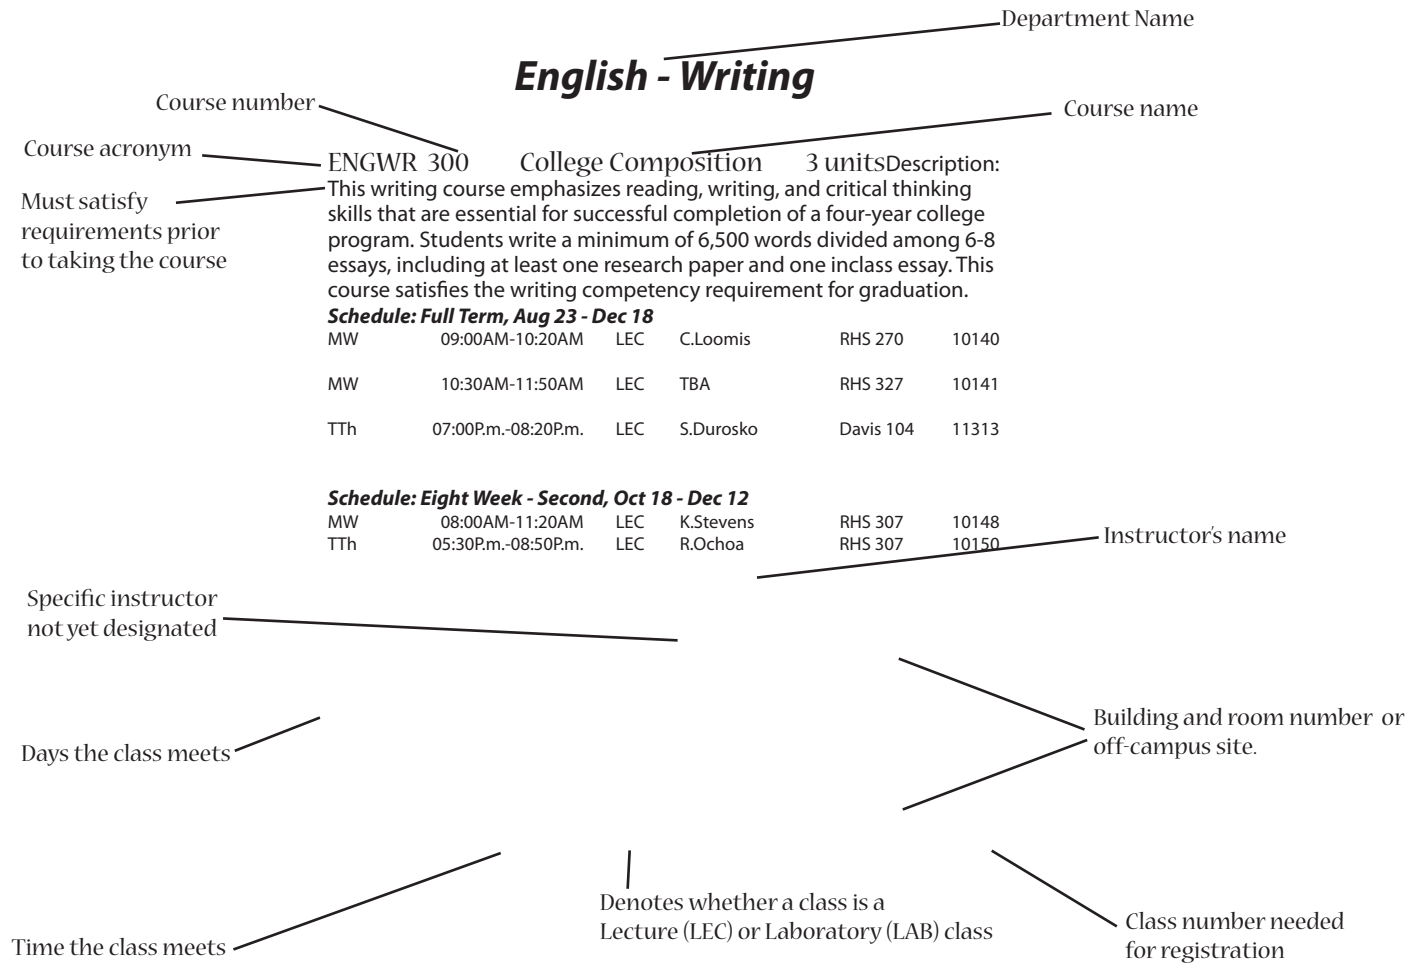 Department Name
English - Writing
Course number
Course name
Course acronym
ENGWR 300 College Composition 3 unitsDescription:
Must satisfy
requirements prior
to taking the course
This writing course emphasizes reading, writing, and critical thinking
skills that are essential for successful completion of a four-year college
program. Students write a minimum of 6,500 words divided among 6-8
essays, including at least one research paper and one inclass essay. This
course satisfies the writing competency requirement for graduation.
Schedule: Full Term, Aug 23 - Dec 18
MW 09:00AM-10:20AM LEC C.Loomis RHS 270 10140
MW 10:30AM-11:50AM LEC TBA RHS 327 10141
TTh 07:00P.m.-08:20P.m. LEC S.Durosko Davis 104 11313
Schedule: Eight Week - Second, Oct 18 - Dec 12
MW 08:00AM-11:20AM LEC K.Stevens RHS 307 10148
TTh 05:30P.m.-08:50P.m. LEC R.Ochoa RHS 307 10150
Instructor's name
Specific instructor
not yet designated
Building and room number or
off-campus site.
Days the class meets
Denotes whether a class is a
Lecture (LEC) or Laboratory (LAB) class
Class number needed
for registration
Time the class meets